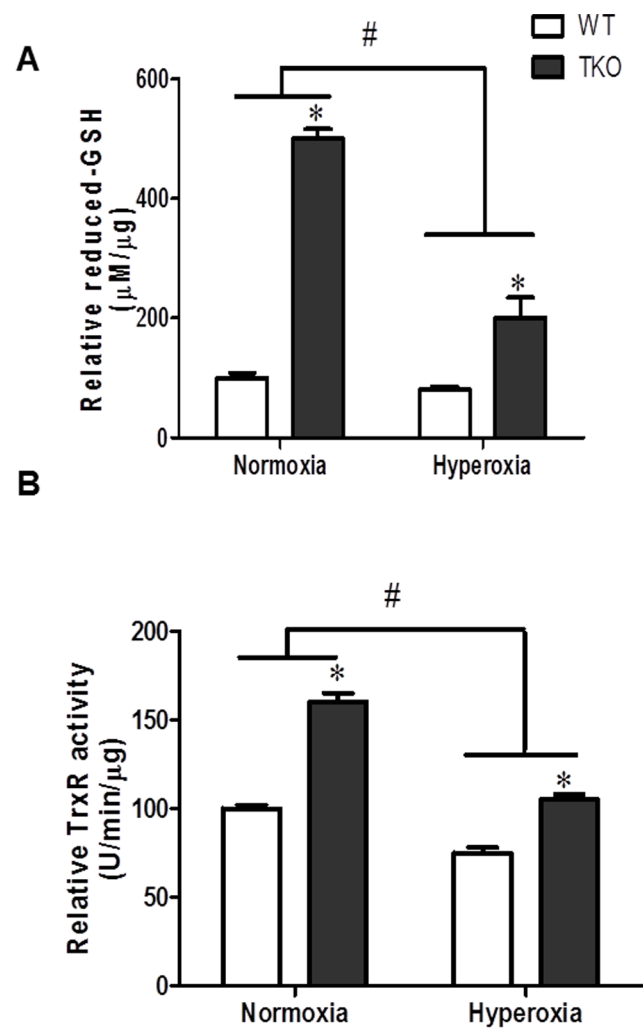 WT
TKO
A
#
Relative reduced-GSH
(μM/μg)
600
400
200
0
*
*
Normoxia
Hyperoxia
B
#
Relative TrxR activity
(U/min/μg)
200
150
100
50
0
*
*
Normoxia
Hyperoxia